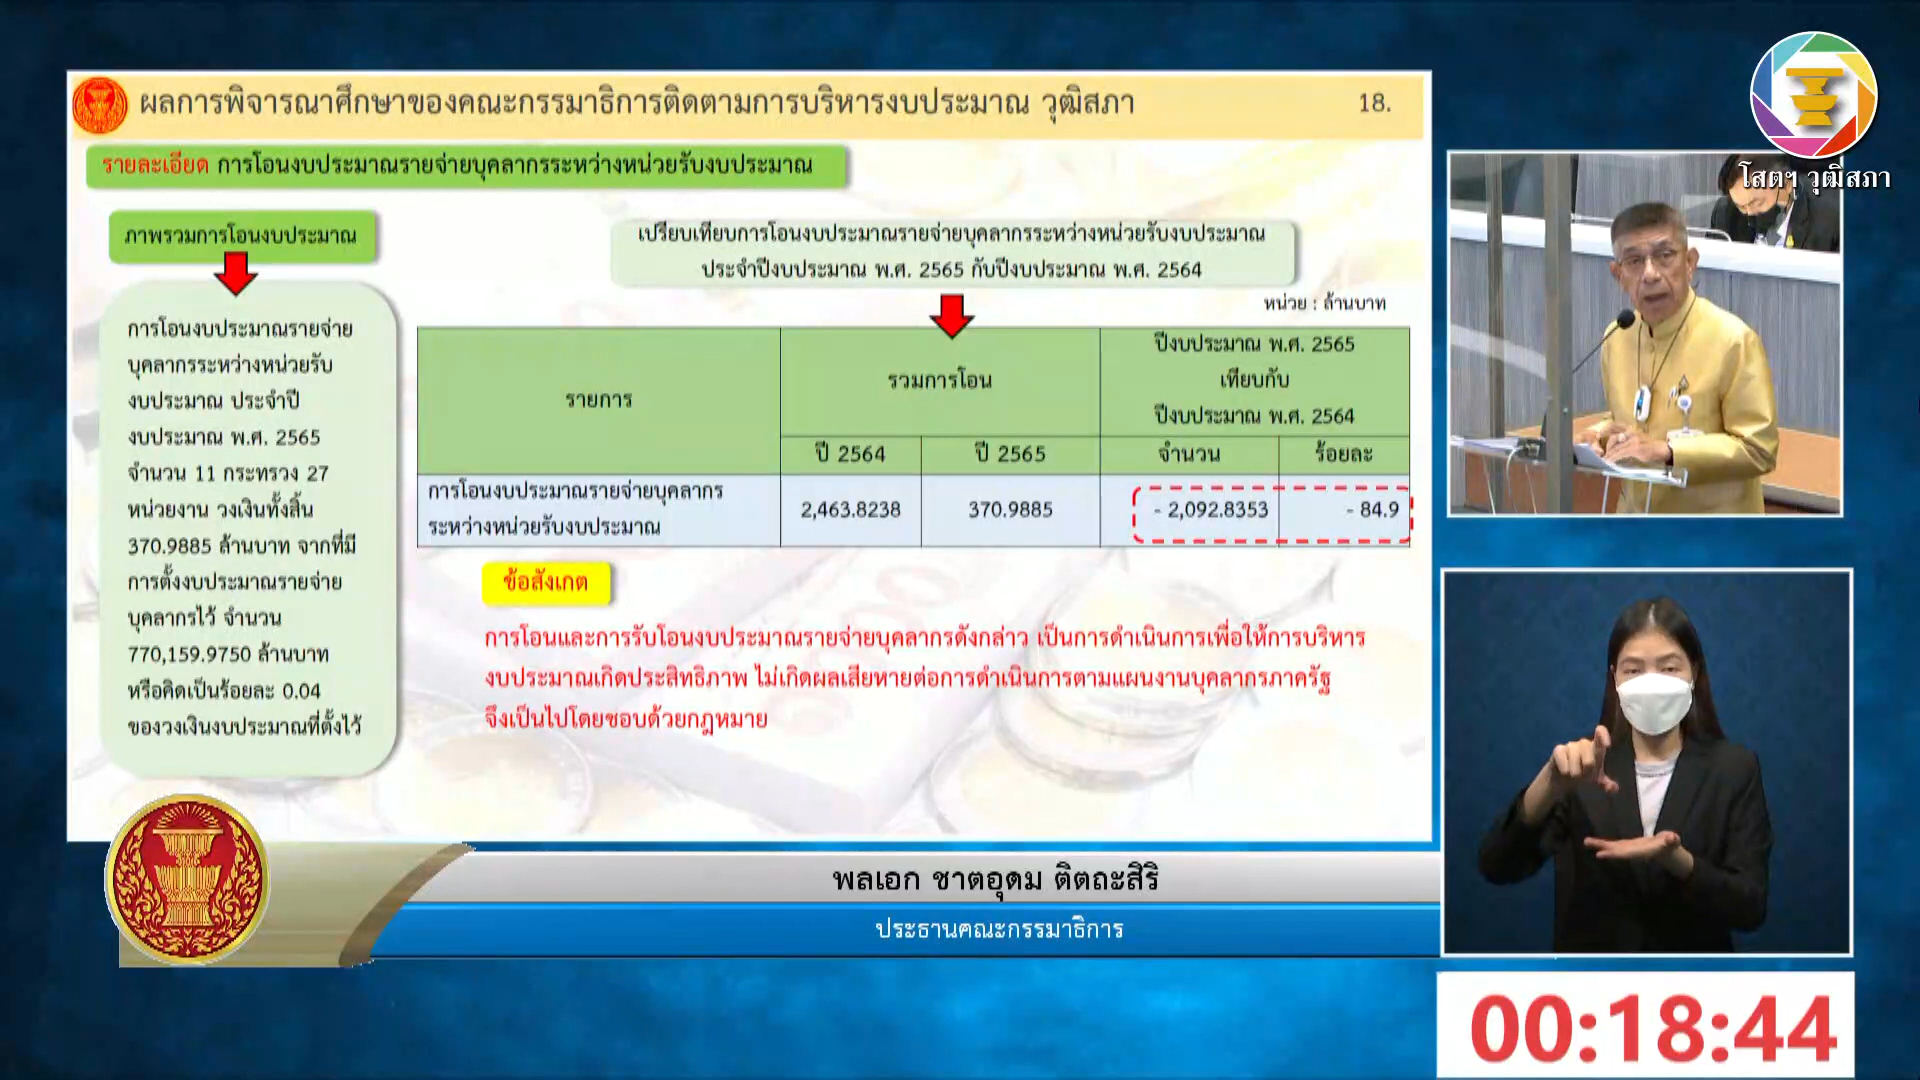 ผลการพิจารณาศึกษาของคณะกรรมาธิการติดตามการบริหารงบประมาณ วุฒิสภา
18.
โสตฯ วุฒิสภา
รายละเอียด การโอนงบประมาณรายจ่ายบุคลากรระหว่างหน่วยรับงบประมาณ
ภาพรวมการโอนงบประมาณ
การโอนงบประมาณรายจ่าย
บุคลากรระหว่างหน่วยรับ
งบประมาณ ประจำปี
งบประมาณ พ.ศ. 2565
จำนวน 11 กระทรวง 27
หน่วยงาน วงเงินทั้งสิ้น
370.9885 ล้านบาท จากที่มี
การตั้งงบประมาณรายจ่าย
บุคลากรไว้ จำนวน
770,159.9750 ล้านบาท
หรือคิดเป็นร้อยละ 0.04
ของวงเงินงบประมาณที่ตั้งไว้
เปรียบเทียบการโอนงบประมาณรายจ่ายบุคลากรระหว่างหน่วยรับงบประมาณ
ประจำปีงบประมาณ พ.ศ. 2565 กับปีงบประมาณ พ.ศ. 2564
หน่วย : ล้านบาท
รายการ
รวมการโอน
ปีงบประมาณ พ.ศ. 2565
เทียบกับ
ปีงบประมาณ พ.ศ. 2564
ปี 2564 ปี 2565 จำนวน ร้อยละ
การโอนงบประมาณรายจ่ายบุคลากร
ระหว่างหน่วยรับงบประมาณ
2,463.8238 370.9885 - 2,092.8353 - 84.9
ข้อสังเกต
การโอนและการรับโอนงบประมาณรายจ่ายบุคลากรดังกล่าว เป็นการดำเนินการเพื่อให้การบริหาร
งบประมาณเกิดประสิทธิภาพ ไม่เกิดผลเสียหายต่อการดำเนินการตามแผนงานบุคลากรภาครัฐ
จึงเป็นไปโดยชอบด้วยกฎหมาย
พลเอก ชาตอุดม ติตถะสิริ
ประธานคณะกรรมาธิการ
00:18:44